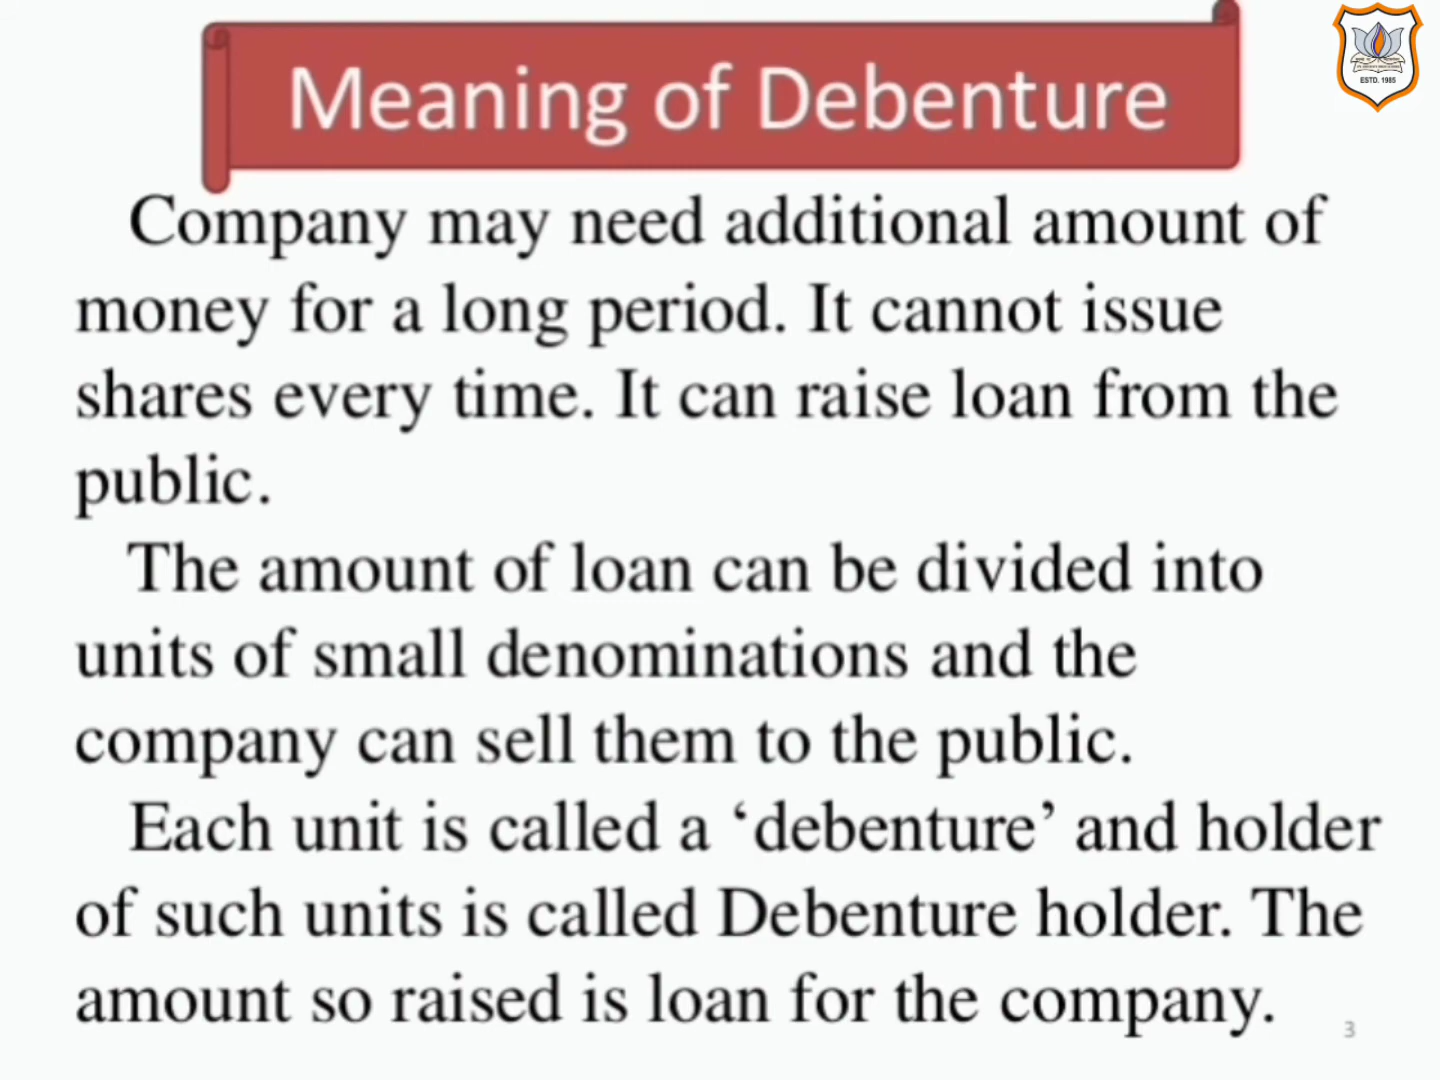 Meaning of Debenture
ESTD. 1985
Company may need additional amount of
money for a long period. It cannot issue
shares every time. It can raise loan from the
public.
The amount of loan can be divided into
units of small denominations and the
company can sell them to the public.
Each unit is called a ‘debenture’ and holder
of such units is called Debenture holder. The
amount so raised is loan for the company.
3